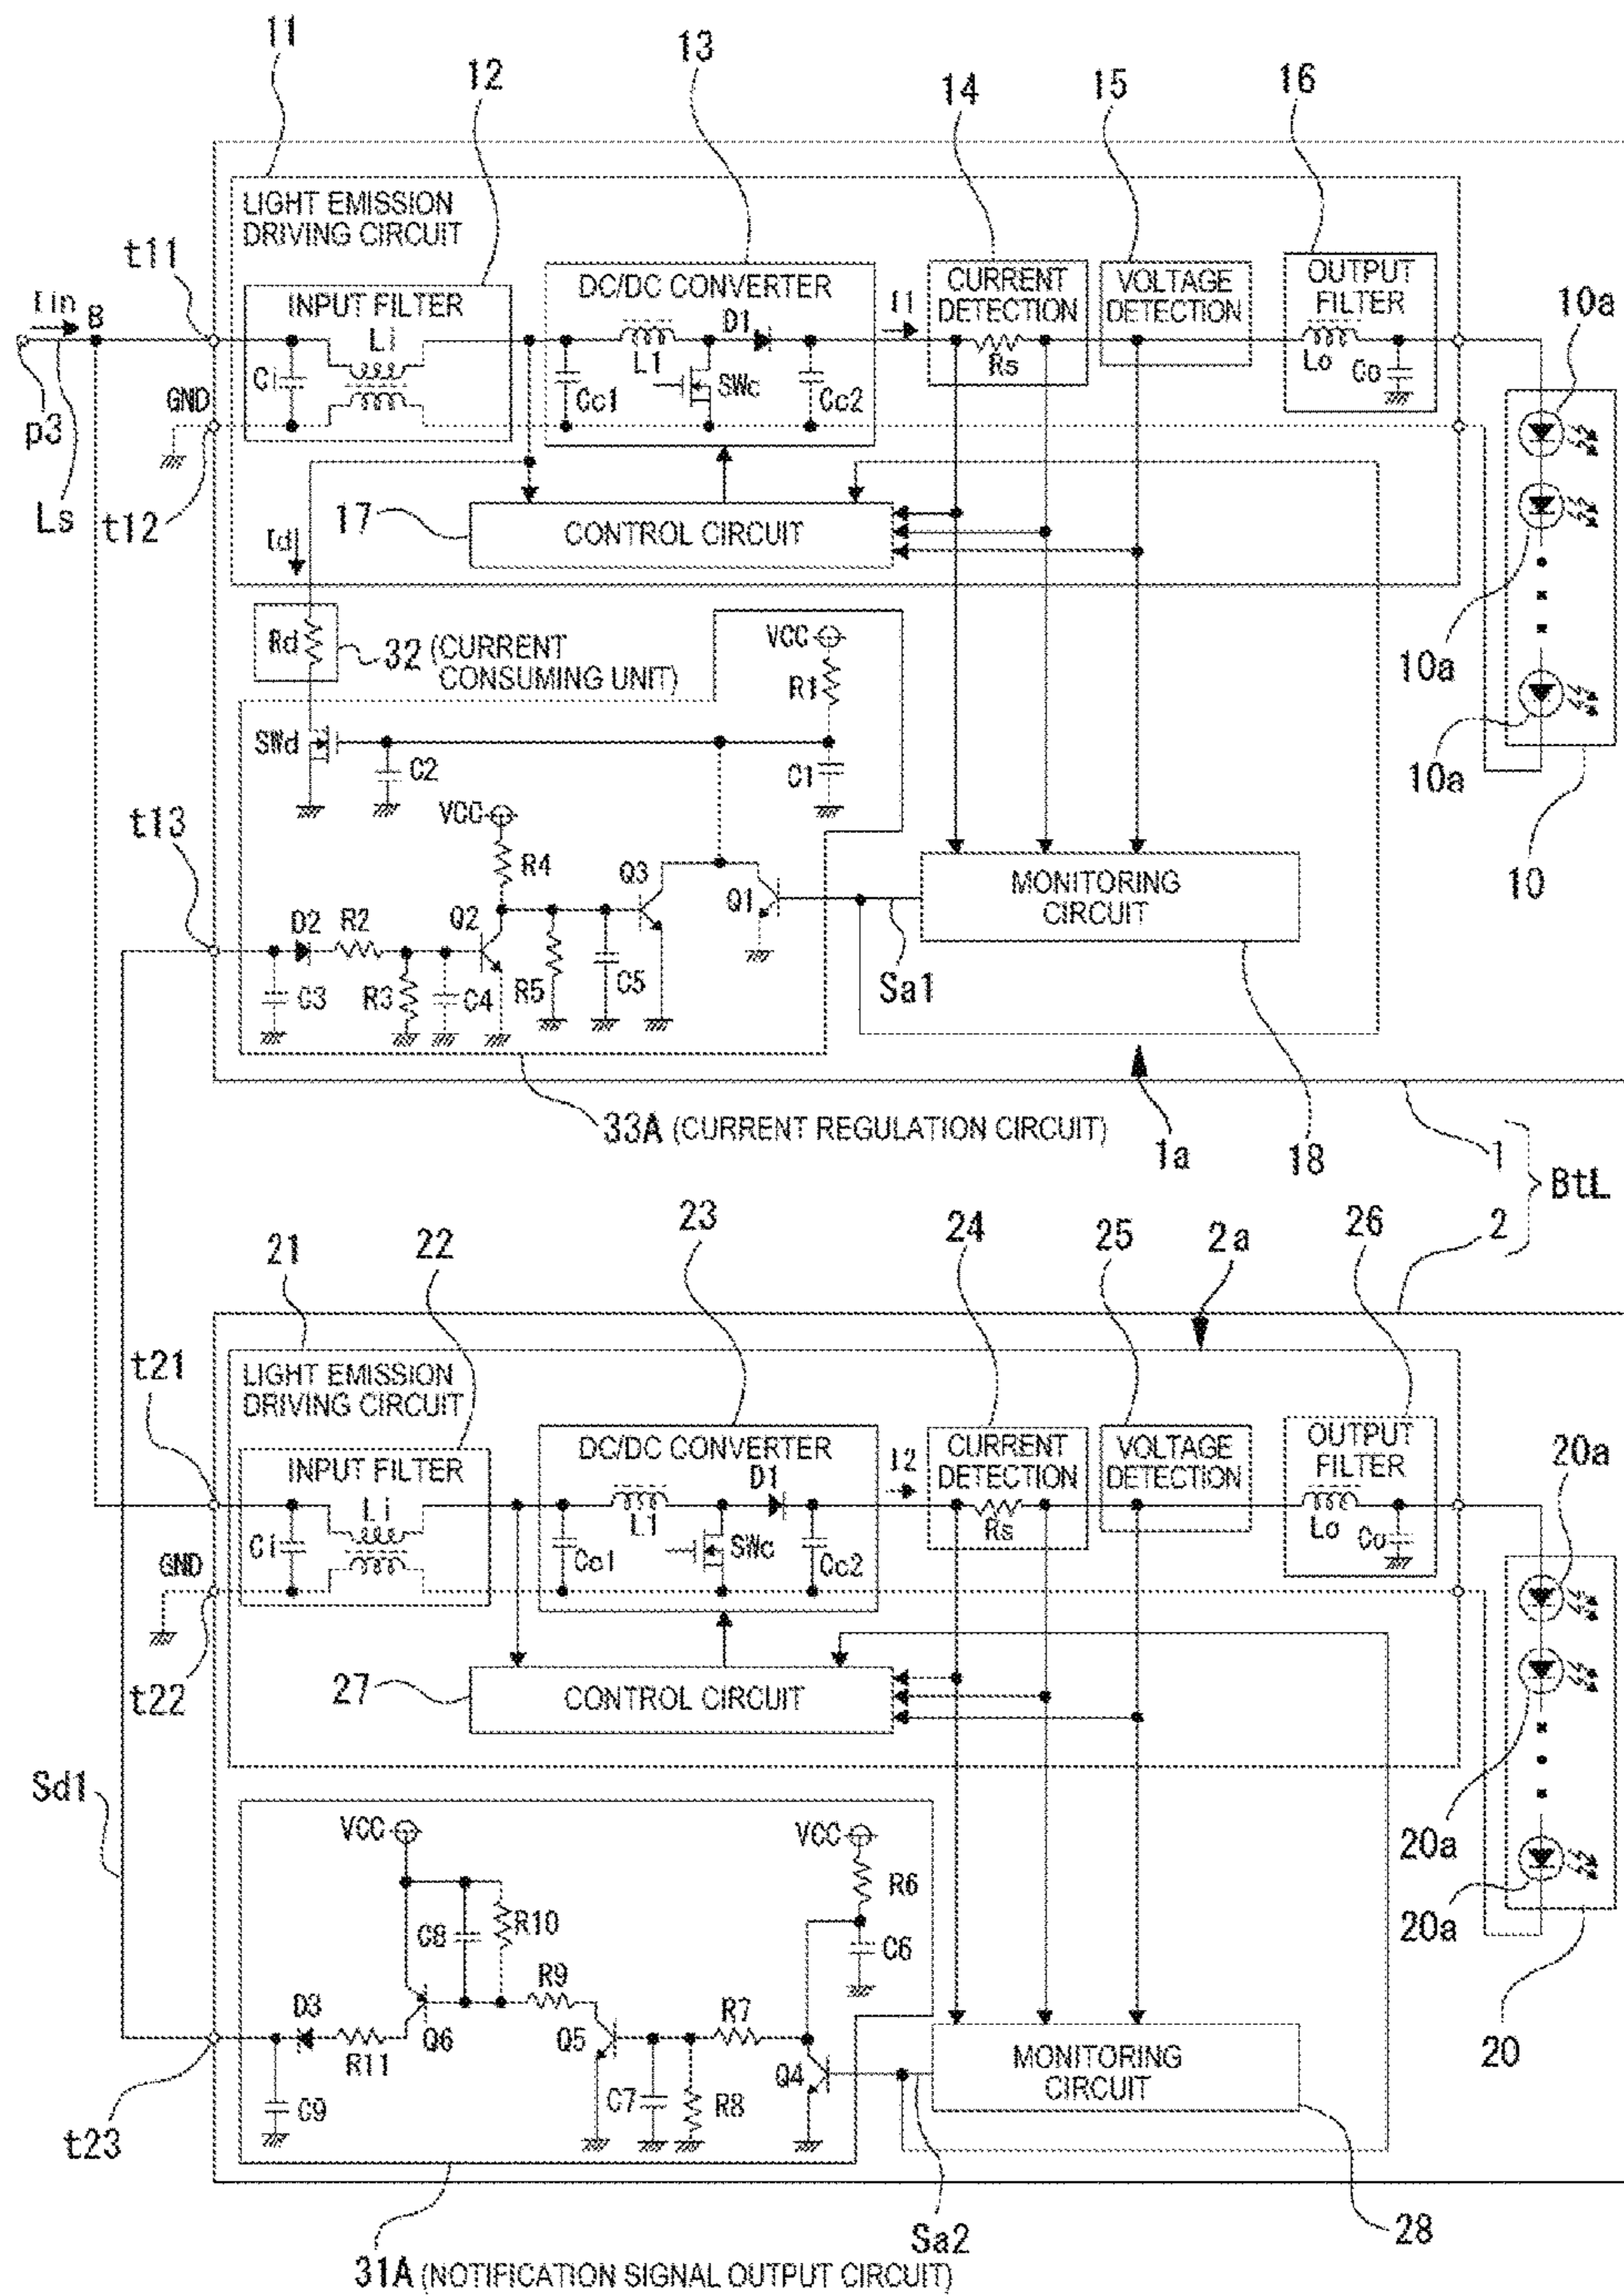 11
12
13
14
15
16
LIGHT EMISSION
DRIVING CIRCUIT
t11
Iin
B
INPUT FILTER
DC/DC CONVERTER
I1
CURRENT
DETECTION
VOLTAGE
DETECTION
OUTPUT
FILTER
10a
Ci
Li
Cc1
L1
D1
SWc
Cc2
Rs
Lo
Co
GND
p3
Ls
t12
17
CONTROL CIRCUIT
10a
Id
Rd
32 (CURRENT
CONSUMING UNIT)
VCC
R1
10a
SWd
C2
C1
10
t13
VCC
R4
Q3
Q1
MONITORING
CIRCUIT
D2
R2
Q2
C3
R3
C4
R5
C5
Sa1
33A (CURRENT REGULATION CIRCUIT)
1a
18
1
BtL
2
21
22
23
24
25
2a
26
LIGHT EMISSION
DRIVING CIRCUIT
t21
INPUT FILTER
DC/DC CONVERTER
I2
CURRENT
DETECTION
VOLTAGE
DETECTION
OUTPUT
FILTER
20a
Ci
Li
Cc1
L1
D1
SWc
Cc2
Rs
Lo
Co
GND
t22
27
CONTROL CIRCUIT
Sd1
20a
VCC
VCC
R6
20a
C8
R10
C6
R9
D3
R11
Q6
Q5
R7
Q4
MONITORING
CIRCUIT
20
C9
C7
R8
t23
Sa2
28
31A (NOTIFICATION SIGNAL OUTPUT CIRCUIT)